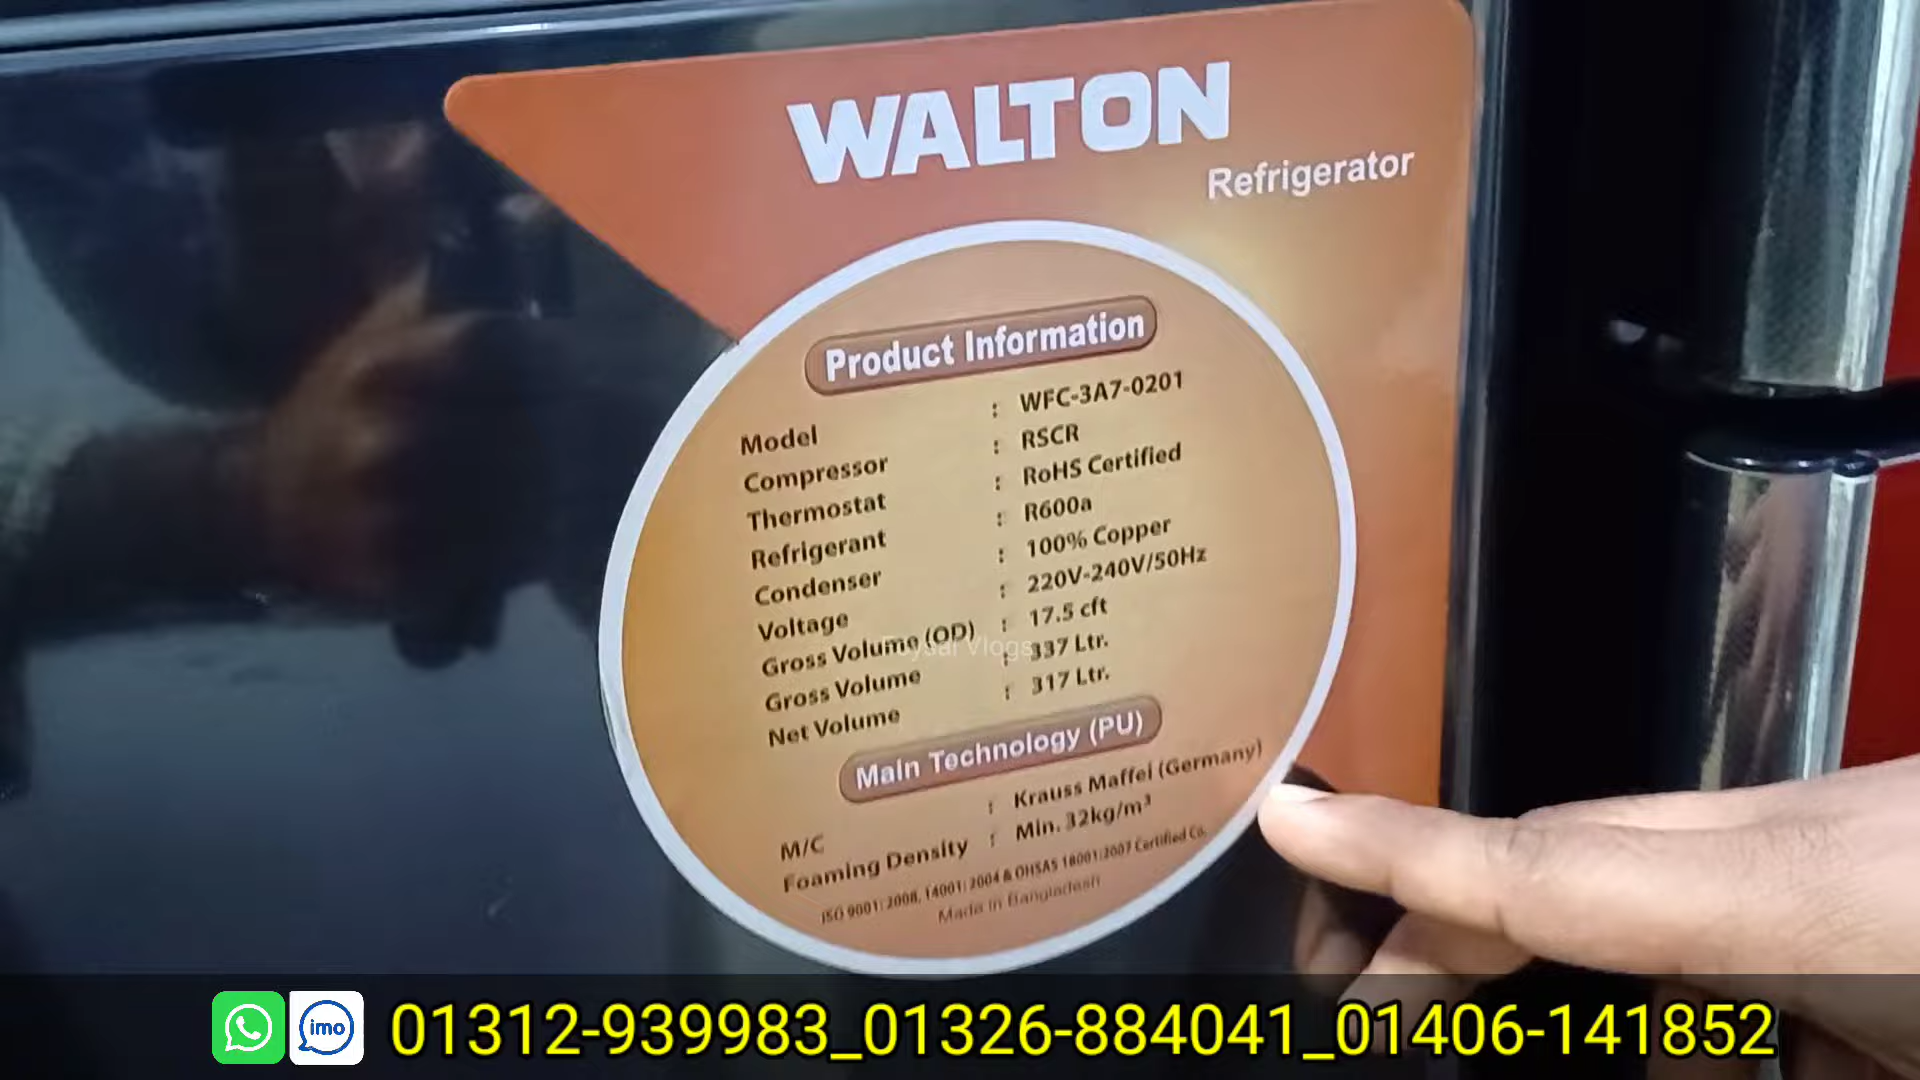 WALTON
Refrigerator
Product Information
Model : WFC-3A7-0201
Compressor : RSCR
Thermostat : RoHS Certified
Refrigerant : R600a
Condenser : 100% Copper
Voltage : 220V-240V/50Hz
Gross Volume (OD) : 17.5 cft
Gross Volume : 337 Ltr.
Net Volume : 317 Ltr.
Main Technology (PU)
M/C : Krauss Maffei (Germany)
Foaming Density : Min. 32kg/m³
ISO 9001: 2008, 14001: 2004 & OHSAS 18001:2007 Certified Co.
Made in Bangladesh
imo
01312-939983_01326-884041_01406-141852